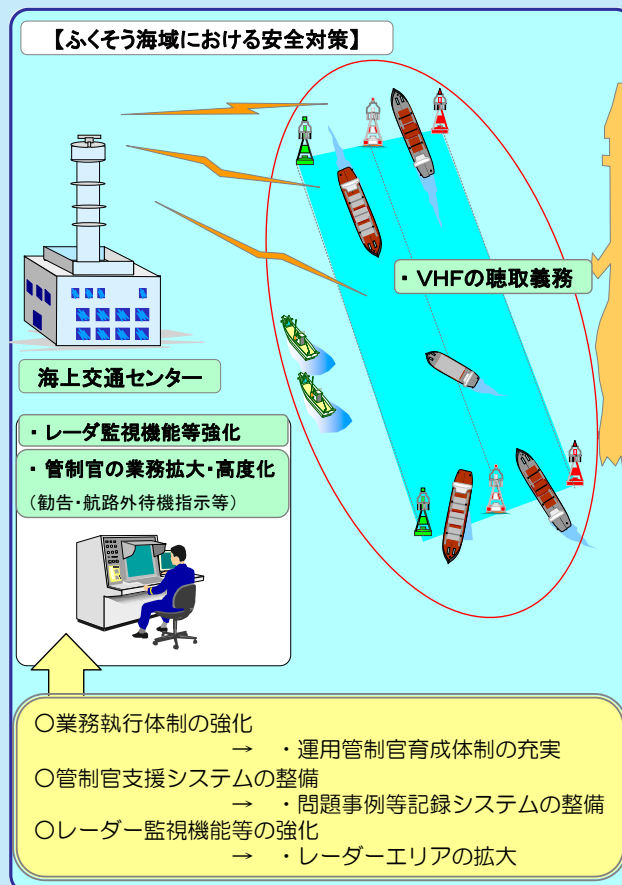 【ふくそう海域における安全対策】
・VHFの聴取義務
海上交通センター
・レーダ監視機能等強化
・管制官の業務拡大・高度化
(勧告・航路外待機指示等)
○業務執行体制の強化
→ ・運用管制官育成体制の充実
○管制官支援システムの整備
→ ・問題事例等記録システムの整備
○レーダー監視機能等の強化
→ ・レーダーエリアの拡大